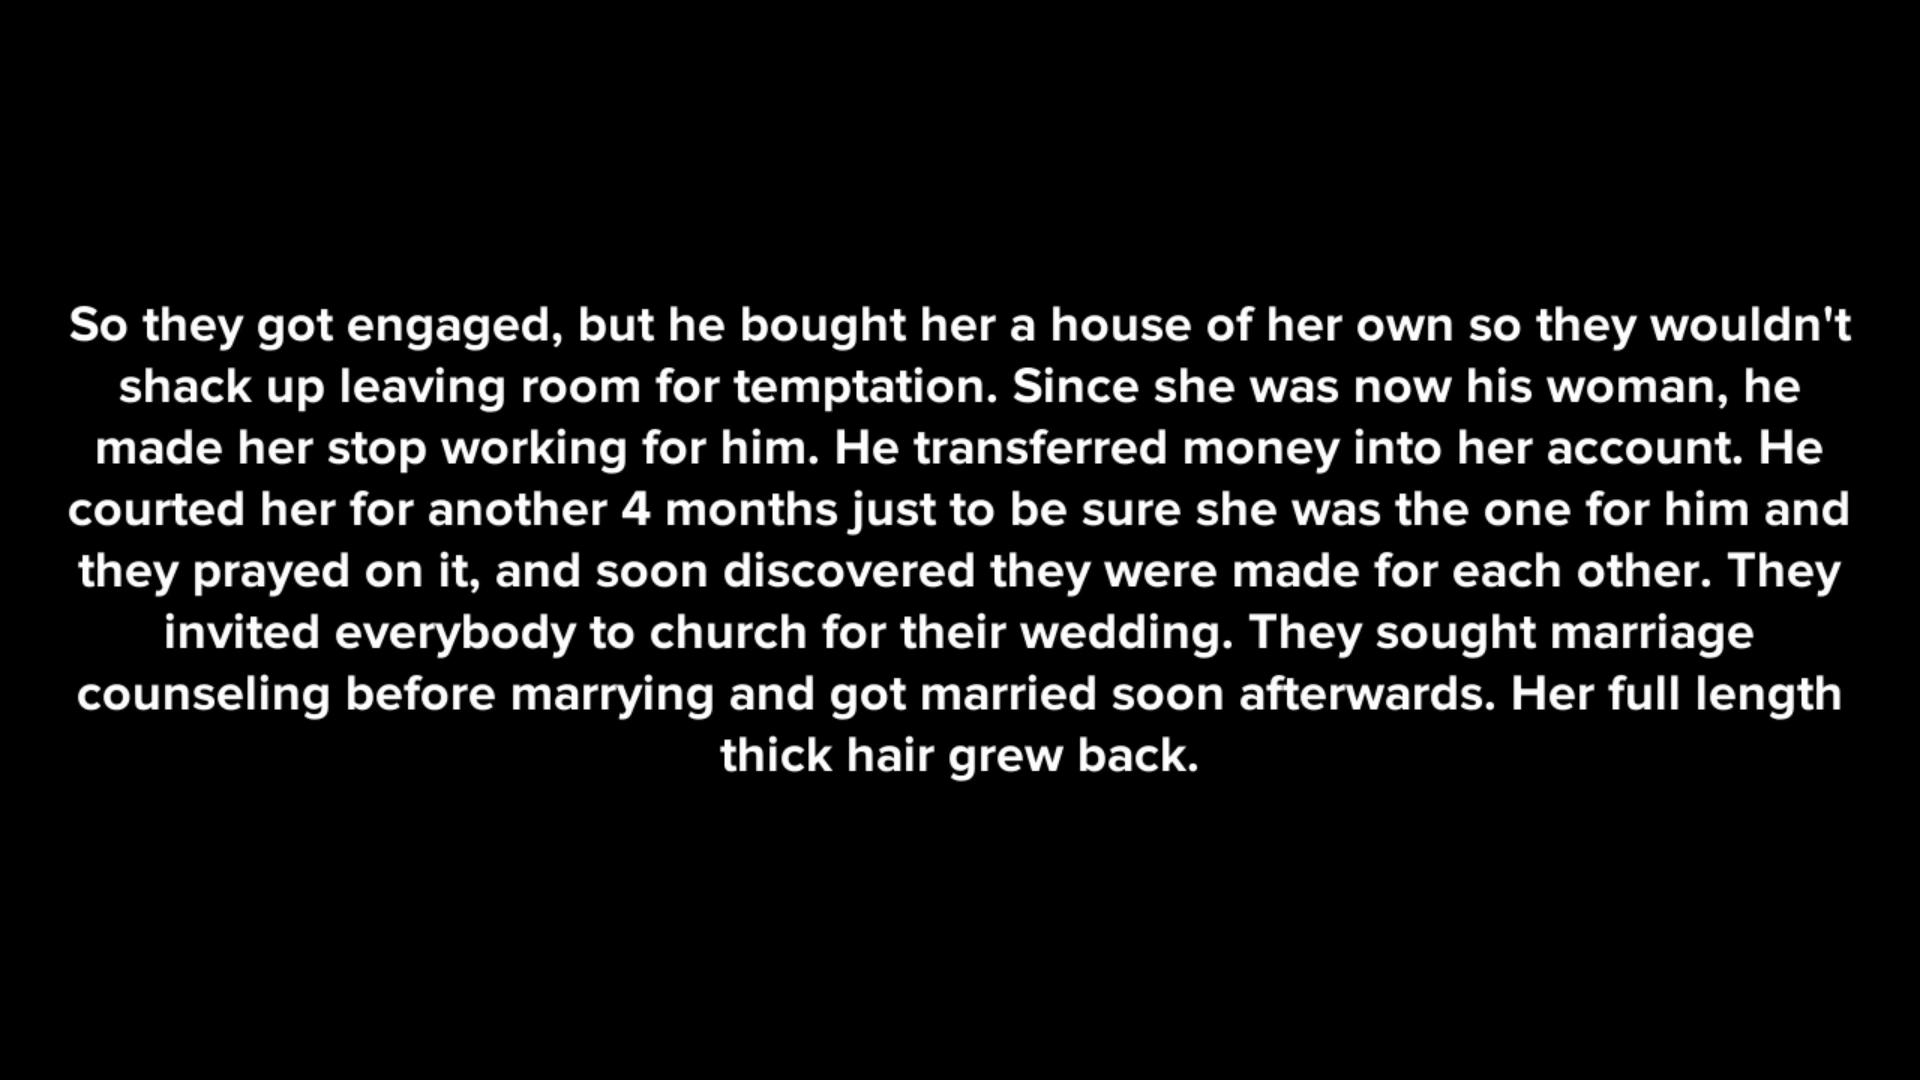 So they got engaged, but he bought her a house of her own so they wouldn't
shack up leaving room for temptation. Since she was now his woman, he
made her stop working for him. He transferred money into her account. He
courted her for another 4 months just to be sure she was the one for him and
they prayed on it, and soon discovered they were made for each other. They
invited everybody to church for their wedding. They sought marriage
counseling before marrying and got married soon afterwards. Her full length
thick hair grew back.